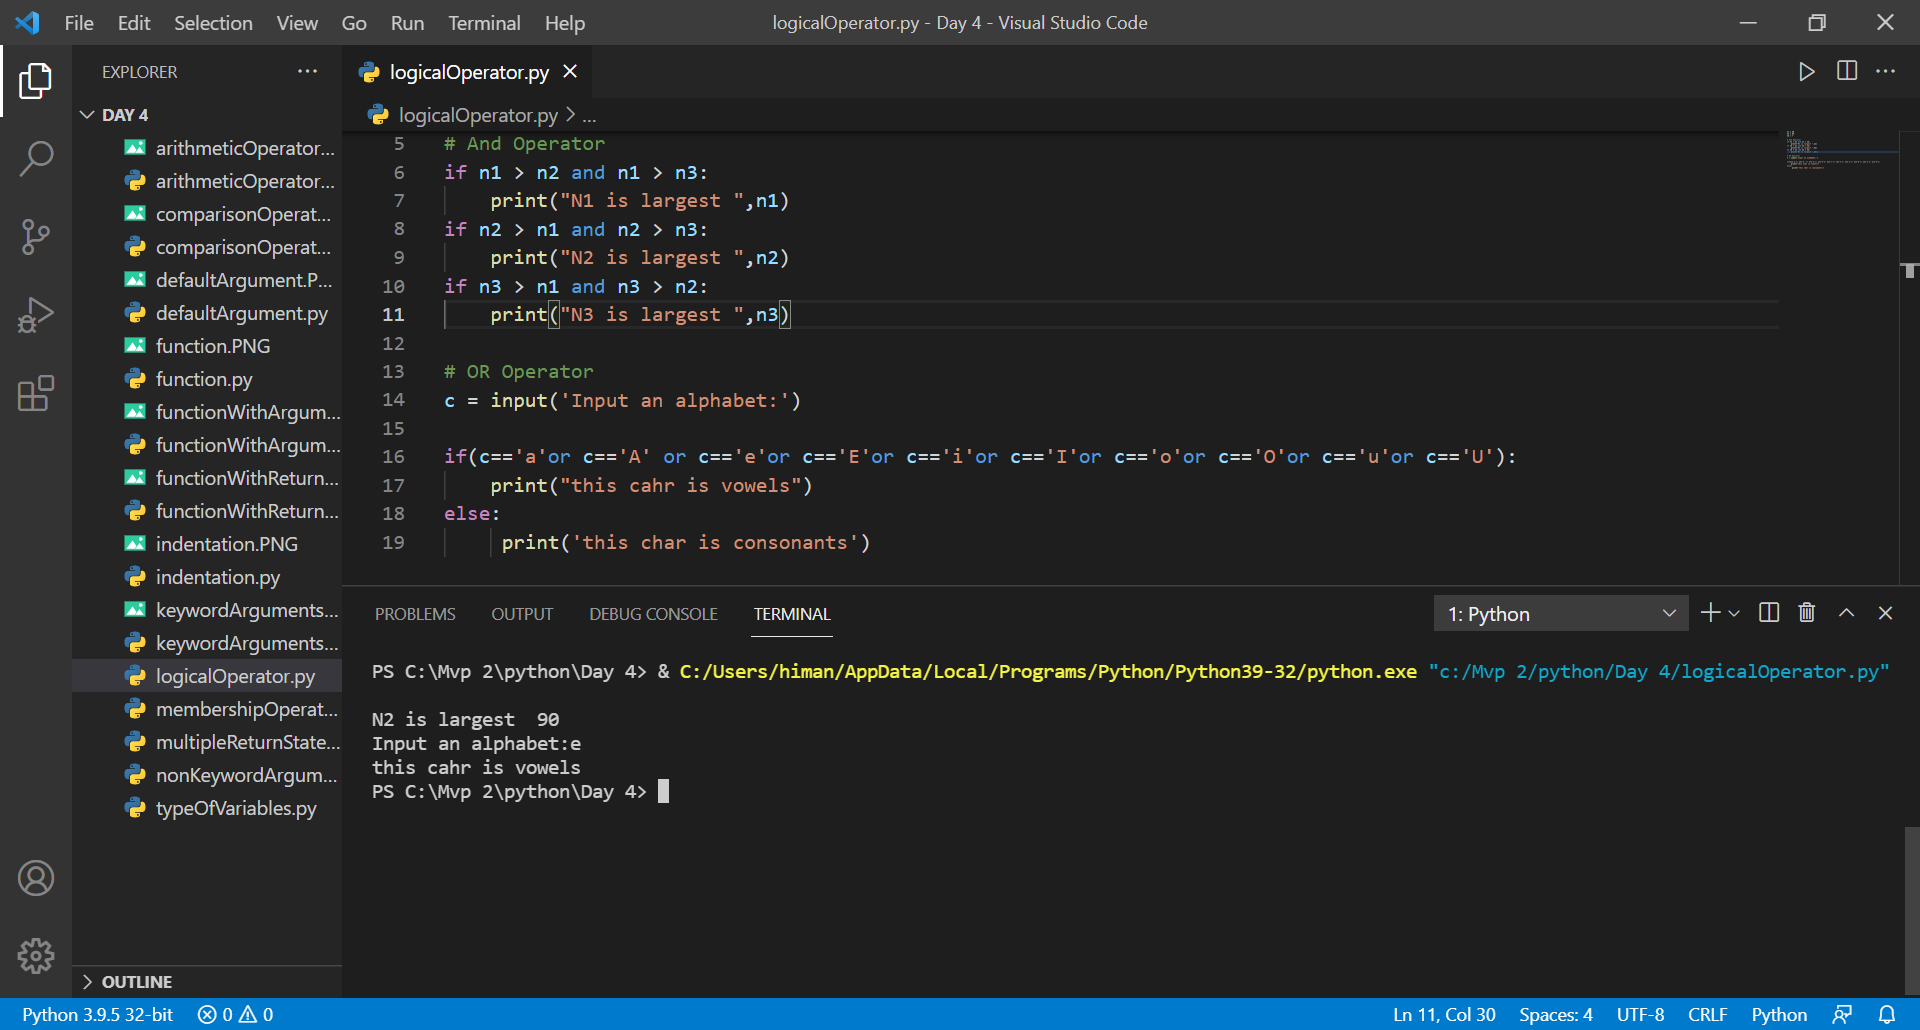 File Edit Selection View Go Run Terminal Help logicalOperator.py - Day 4 - Visual Studio Code
EXPLORER
DAY 4
arithmeticOperator...
arithmeticOperator...
comparisonOperat...
comparisonOperat...
defaultArgument.P...
defaultArgument.py
function.PNG
function.py
functionWithArgum...
functionWithArgum...
functionWithReturn...
functionWithReturn...
indentation.PNG
indentation.py
keywordArguments...
keywordArguments...
logicalOperator.py
membershipOperat...
multipleReturnState...
nonKeywordArgum...
typeOfVariables.py
OUTLINE
logicalOperator.py
logicalOperator.py > ...
5 # And Operator
6 if n1 > n2 and n1 > n3:
7 print("N1 is largest ",n1)
8 if n2 > n1 and n2 > n3:
9 print("N2 is largest ",n2)
10 if n3 > n1 and n3 > n2:
11 print("N3 is largest ",n3)
12
13 # OR Operator
14 c = input('Input an alphabet:')
15
16 if(c=='a'or c=='A' or c=='e'or c=='E'or c=='i'or c=='I'or c=='o'or c=='O'or c=='u'or c=='U'):
17 print("this cahr is vowels")
18 else:
19 print('this char is consonants')
PROBLEMS OUTPUT DEBUG CONSOLE TERMINAL 1: Python
PS C:\Mvp 2\python\Day 4> & C:/Users/himan/AppData/Local/Programs/Python/Python39-32/python.exe "c:/Mvp 2/python/Day 4/logicalOperator.py"
N2 is largest  90
Input an alphabet:e
this cahr is vowels
PS C:\Mvp 2\python\Day 4>
Python 3.9.5 32-bit 0 0 Ln 11, Col 30 Spaces: 4 UTF-8 CRLF Python